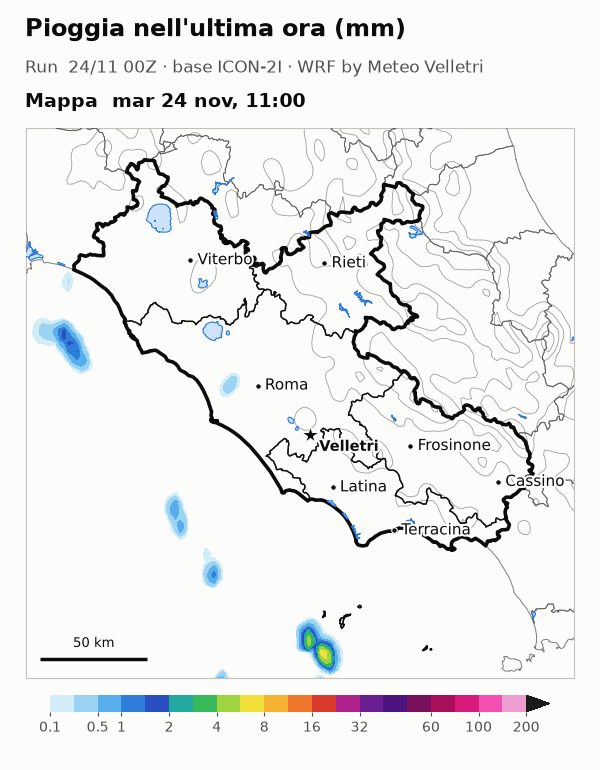 Pioggia nell'ultima ora (mm)
Run  24/11 00Z · base ICON-2I · WRF by Meteo Velletri
Mappa  mar 24 nov, 11:00
Viterbo
Rieti
Roma
Velletri
Frosinone
Latina
Cassino
Terracina
50 km
0.1 0.5 1 2 4 8 16 32 60 100 200